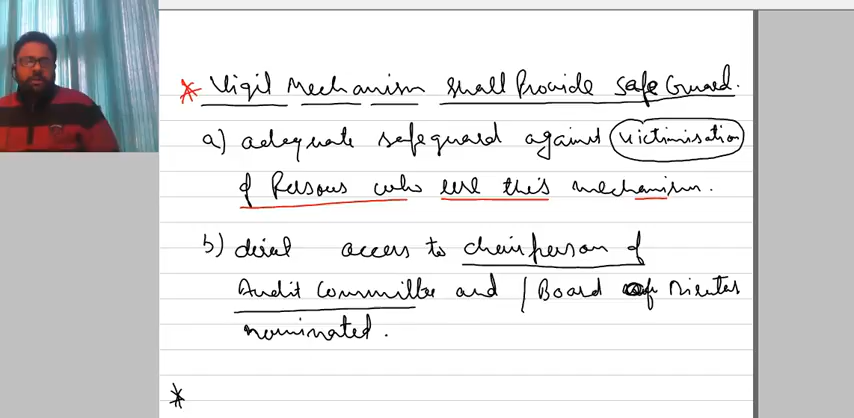 * Vigil Mechanism shall Provide safe Guard.
a) adequate safeguard against victimisation
of Persons who use this mechanism.
b) direct access to chairperson of
Audit Committee and / Board of Director
nominated.
*